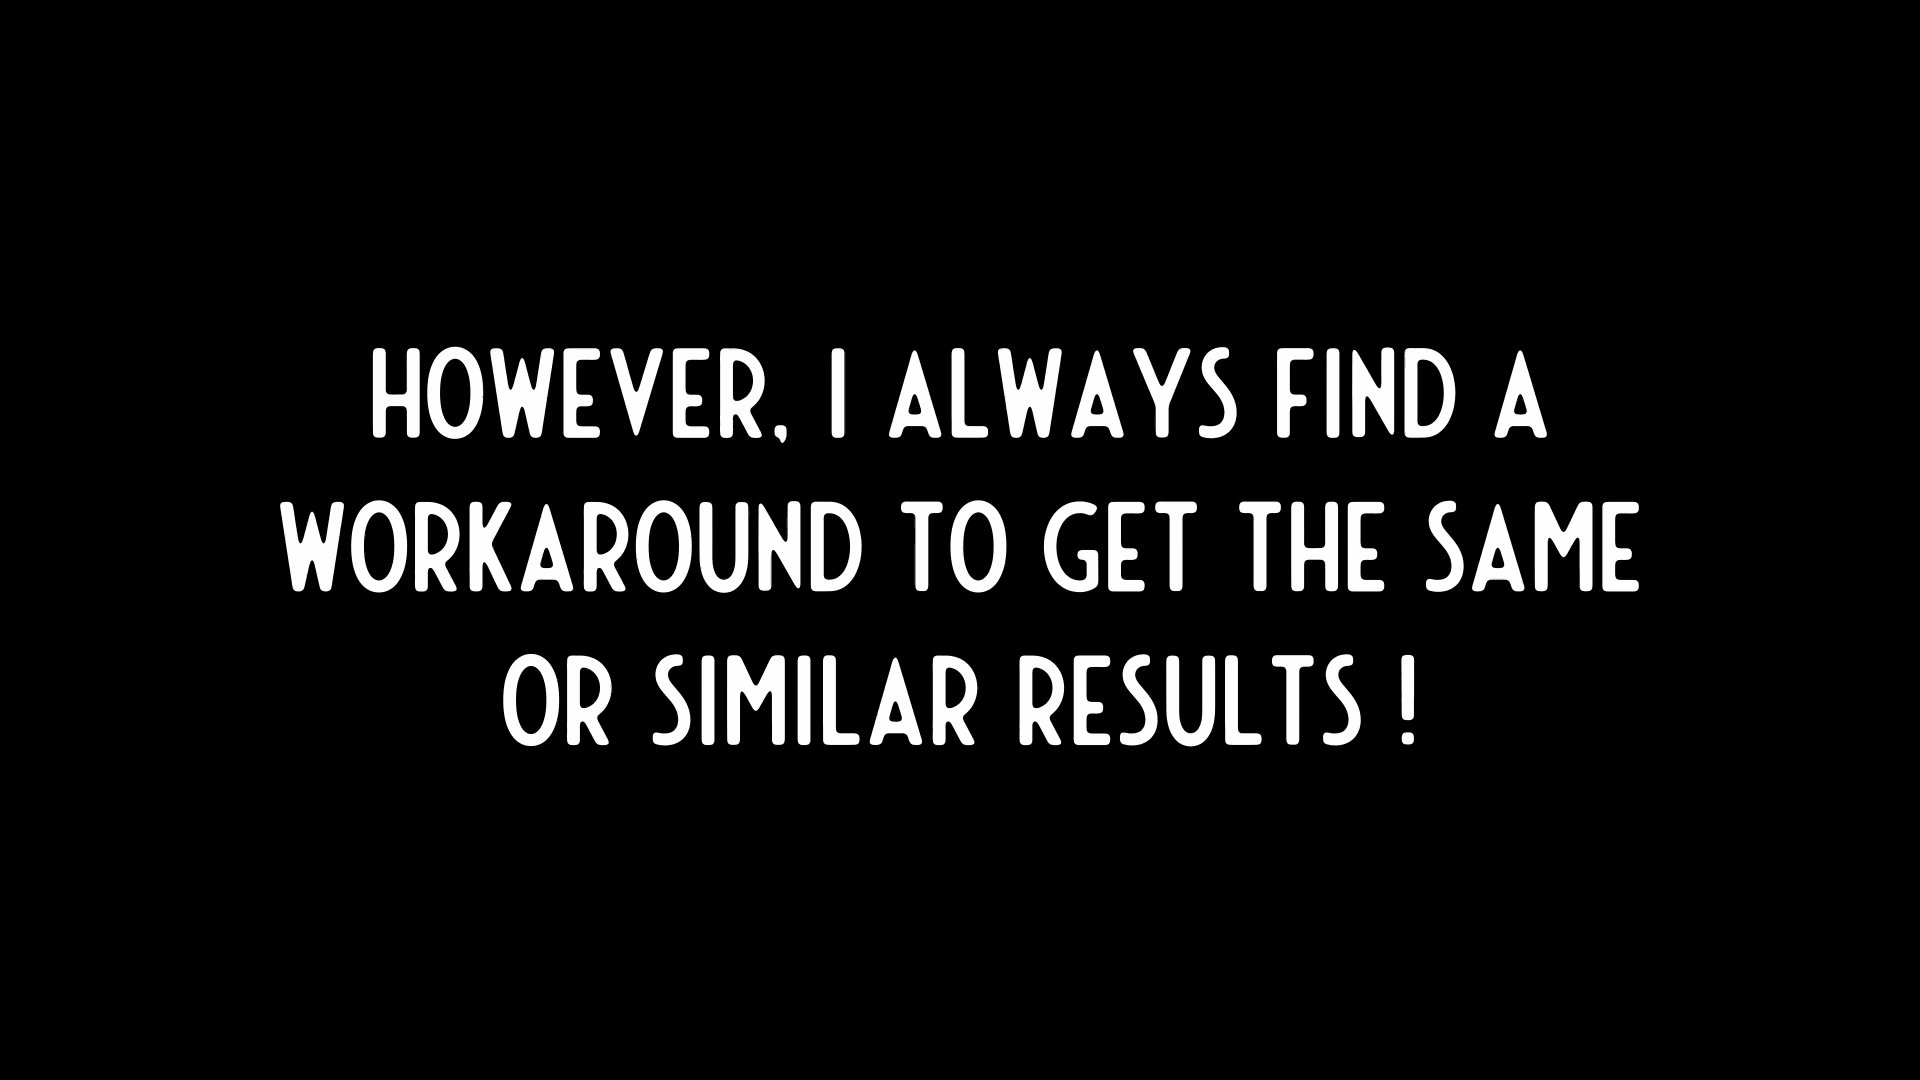 HOWEVER, I ALWAYS FIND A
WORKAROUND TO GET THE SAME
OR SIMILAR RESULTS !